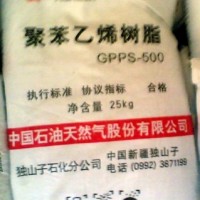 聚苯乙烯树脂
GPPS-500
执行标准 协议指标 合格
净含量 25kg
中国石油天然气股份有限公司
独山子石化分公司
中国新疆独山子
电话 (0992) 3871199